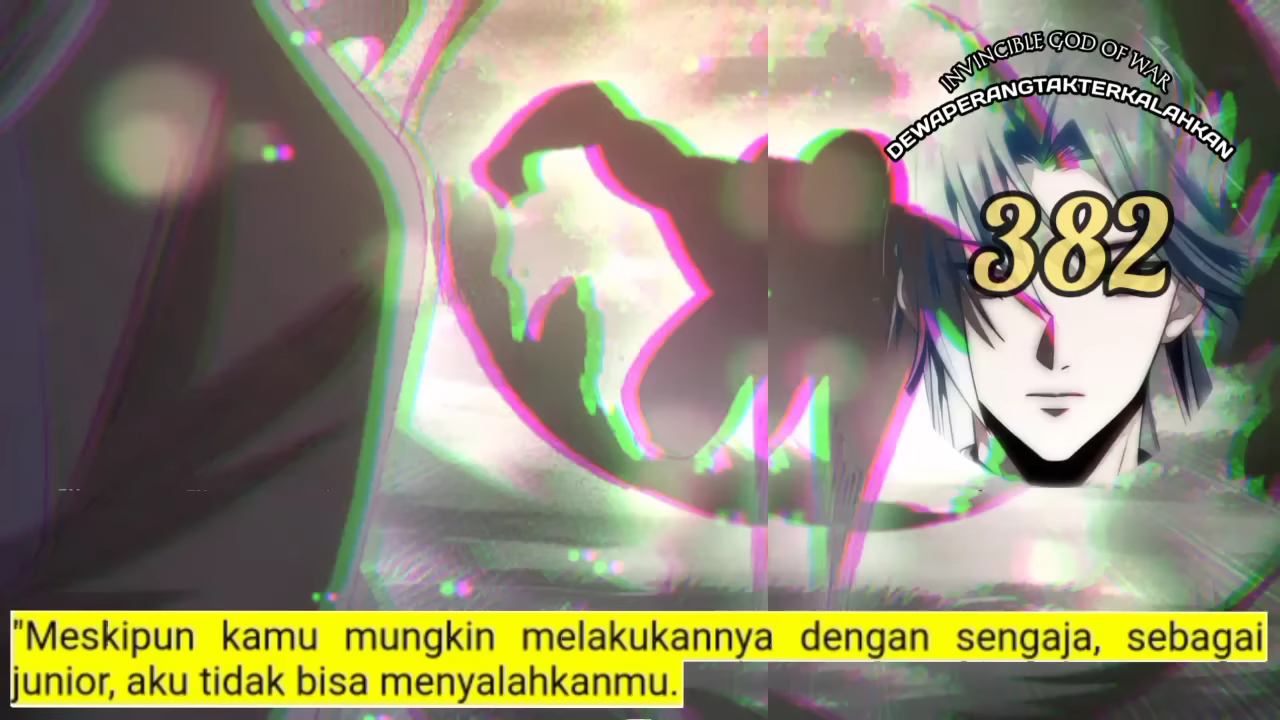 INVINCIBLE GOD OF WAR
DEWAPERANGTAKTERKALAHKAN
382
"Meskipun kamu mungkin melakukannya dengan sengaja, sebagai
junior, aku tidak bisa menyalahkanmu.